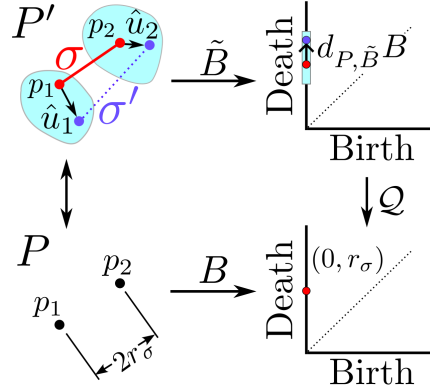 P′
p₂ û₂
σ
p₁
û₁ σ′
B̃
Death
d_{P,B̃}B
Birth
𝒬
P
p₂
p₁
2r_σ
B
Death
(0, r_σ)
Birth